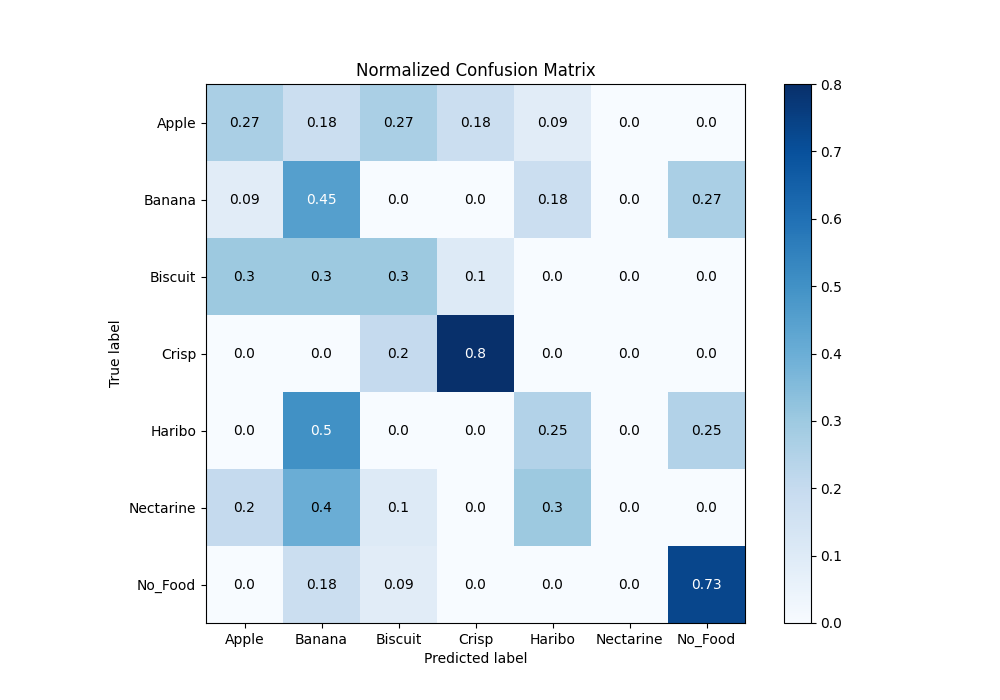 Normalized Confusion Matrix
Apple 0.27 0.18 0.27 0.18 0.09 0.0 0.0
Banana 0.09 0.45 0.0 0.0 0.18 0.0 0.27
Biscuit 0.3 0.3 0.3 0.1 0.0 0.0 0.0
Crisp 0.0 0.0 0.2 0.8 0.0 0.0 0.0
Haribo 0.0 0.5 0.0 0.0 0.25 0.0 0.25
Nectarine 0.2 0.4 0.1 0.0 0.3 0.0 0.0
No_Food 0.0 0.18 0.09 0.0 0.0 0.0 0.73
Apple Banana Biscuit Crisp Haribo Nectarine No_Food
Predicted label
True label
0.8
0.7
0.6
0.5
0.4
0.3
0.2
0.1
0.0